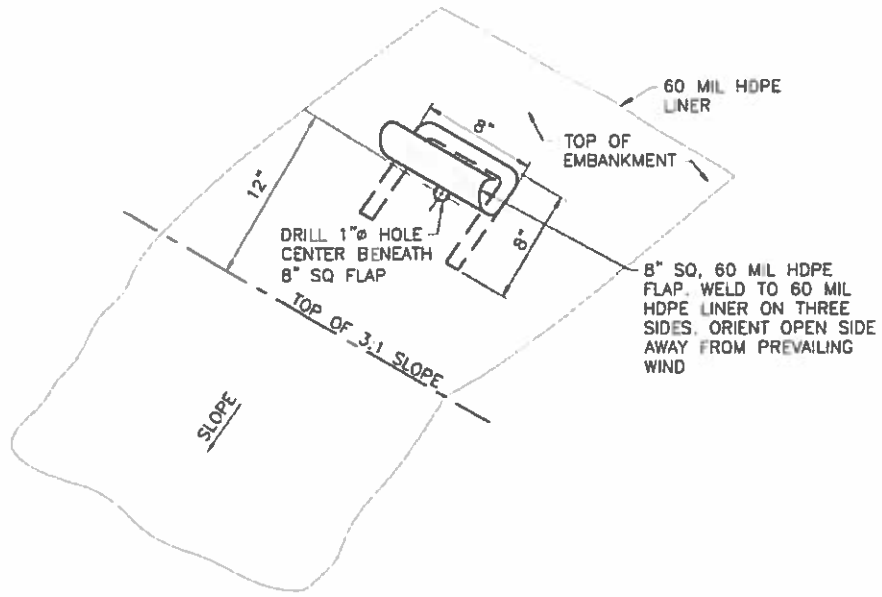 60 MIL HDPE
LINER
8"
TOP OF
EMBANKMENT
12"
DRILL 1"ø HOLE
CENTER BENEATH
8" SQ FLAP
8"
8" SQ, 60 MIL HDPE
FLAP. WELD TO 60 MIL
HDPE LINER ON THREE
SIDES. ORIENT OPEN SIDE
AWAY FROM PREVAILING
WIND
TOP OF 3:1 SLOPE
SLOPE